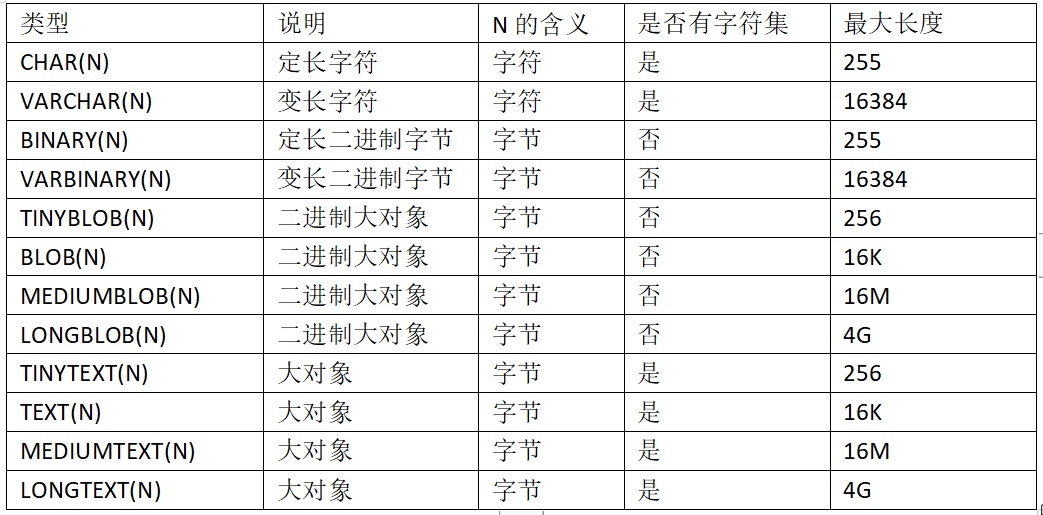 类型 说明 N 的含义 是否有字符集 最大长度
CHAR(N) 定长字符 字符 是 255
VARCHAR(N) 变长字符 字符 是 16384
BINARY(N) 定长二进制字节 字节 否 255
VARBINARY(N) 变长二进制字节 字节 否 16384
TINYBLOB(N) 二进制大对象 字节 否 256
BLOB(N) 二进制大对象 字节 否 16K
MEDIUMBLOB(N) 二进制大对象 字节 否 16M
LONGBLOB(N) 二进制大对象 字节 否 4G
TINYTEXT(N) 大对象 字节 是 256
TEXT(N) 大对象 字节 是 16K
MEDIUMTEXT(N) 大对象 字节 是 16M
LONGTEXT(N) 大对象 字节 是 4G